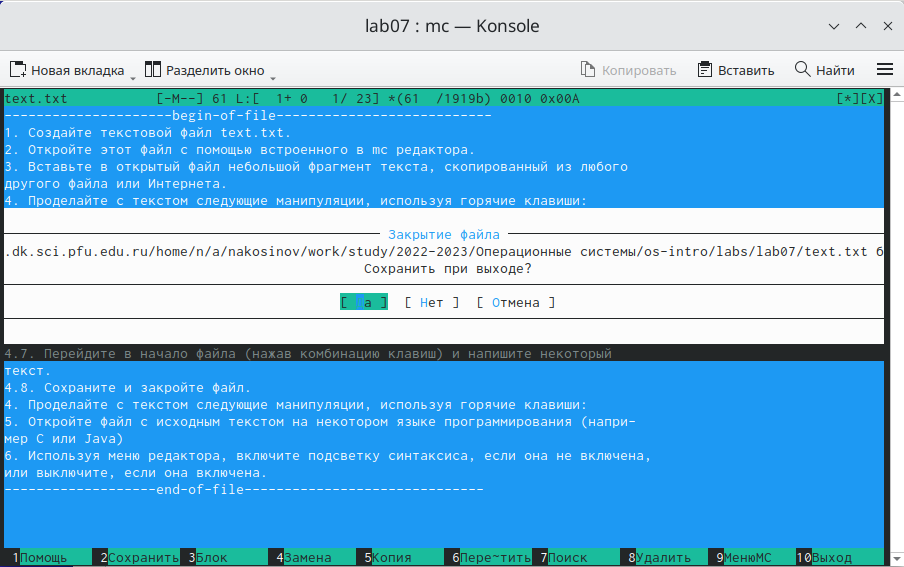 lab07 : mc — Konsole
Новая вкладка Разделить окно Копировать Вставить Найти
text.txt [-M--] 61 L:[ 1+ 0 1/ 23] *(61 /1919b) 0010 0x00A [*][X]
---------------------begin-of-file---------------------------
1. Создайте текстовой файл text.txt.
2. Откройте этот файл с помощью встроенного в mc редактора.
3. Вставьте в открытый файл небольшой фрагмент текста, скопированный из любого
другого файла или Интернета.
4. Проделайте с текстом следующие манипуляции, используя горячие клавиши:
Закрытие файла
.dk.sci.pfu.edu.ru/home/n/a/nakosinov/work/study/2022-2023/Операционные системы/os-intro/labs/lab07/text.txt б
Сохранить при выходе?
[ Да ] [ Нет ] [ Отмена ]
4.7. Перейдите в начало файла (нажав комбинацию клавиш) и напишите некоторый
текст.
4.8. Сохраните и закройте файл.
4. Проделайте с текстом следующие манипуляции, используя горячие клавиши:
5. Откройте файл с исходным текстом на некотором языке программирования (напри-
мер C или Java)
6. Используя меню редактора, включите подсветку синтаксиса, если она не включена,
или выключите, если она включена.
-------------------end-of-file------------------------------
1Помощь 2Сохранить 3Блок 4Замена 5Копия 6Пере~тить 7Поиск 8Удалить 9МенюMC 10Выход